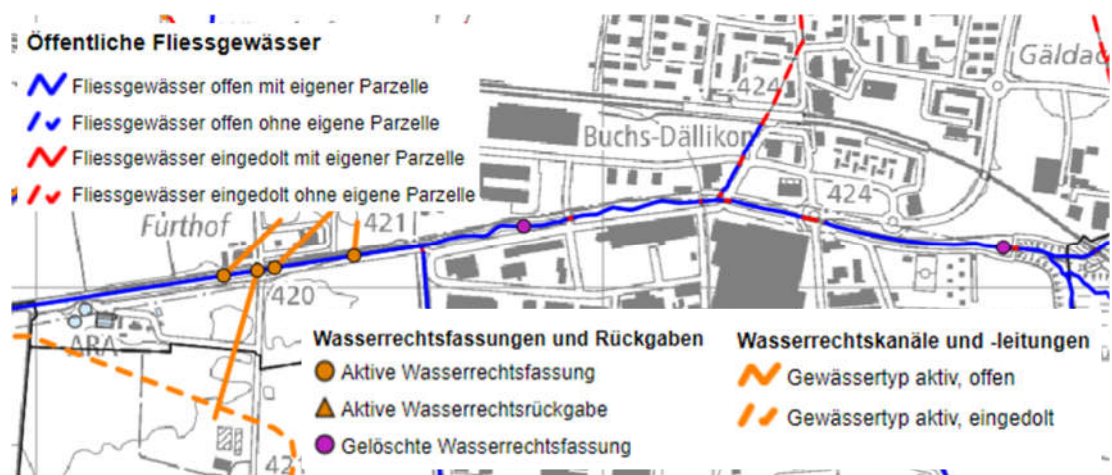 Öffentliche Fliessgewässer
Fliessgewässer offen mit eigener Parzelle
Fliessgewässer offen ohne eigene Parzelle
Fliessgewässer eingedolt mit eigener Parzelle
Fliessgewässer eingedolt ohne eigene Parzelle
Gäldac
424
Buchs-Dällikon
424
Furthof
421
420
ARA
Wasserrechtsfassungen und Rückgaben
Aktive Wasserrechtsfassung
Aktive Wasserrechtsrückgabe
Gelöschte Wasserrechtsfassung
Wasserrechtskanäle und -leitungen
Gewässertyp aktiv, offen
Gewässertyp aktiv, eingedolt